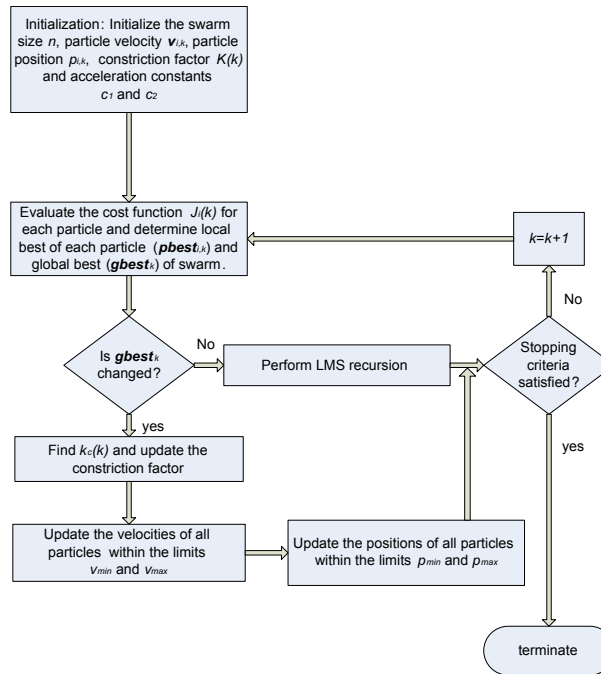 Initialization: Initialize the swarm
size n, particle velocity vi,k, particle
position pi,k, constriction factor K(k)
and acceleration constants
c1 and c2
Evaluate the cost function Ji(k) for
each particle and determine local
best of each particle (pbesti,k) and
global best (gbestk) of swarm.
k=k+1
No
Is gbestk
changed?
No
Perform LMS recursion
Stopping
criteria
satisfied?
yes
yes
Find kc(k) and update the
constriction factor
Update the velocities of all
particles within the limits
vmin and vmax
Update the positions of all particles
within the limits pmin and pmax
terminate